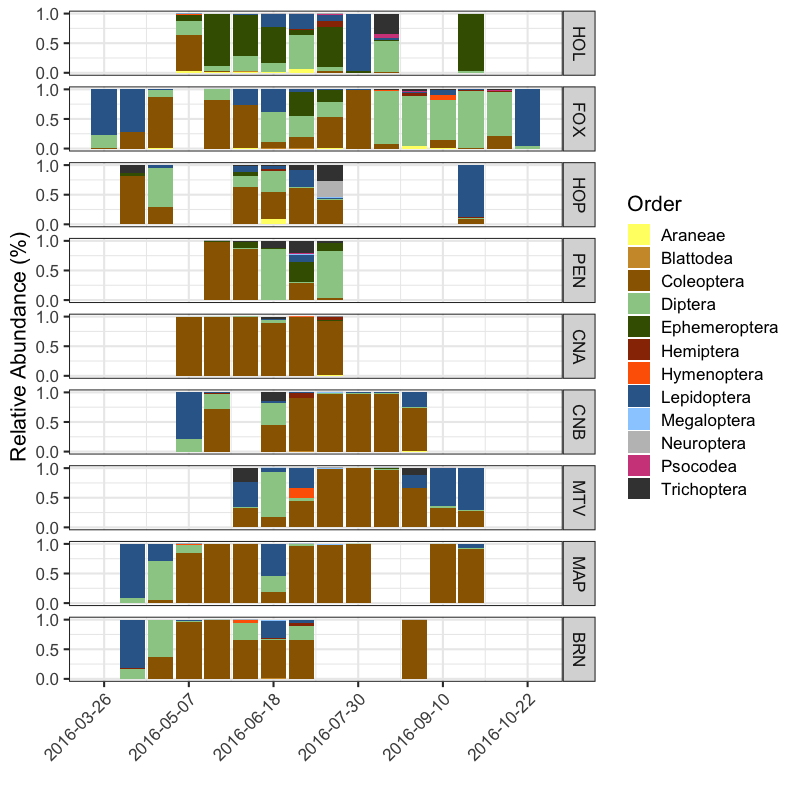 Relative Abundance (%)
1.0
0.5
0.0
HOL
1.0
0.5
0.0
FOX
1.0
0.5
0.0
HOP
1.0
0.5
0.0
PEN
1.0
0.5
0.0
CNA
1.0
0.5
0.0
CNB
1.0
0.5
0.0
MTV
1.0
0.5
0.0
MAP
1.0
0.5
0.0
BRN
2016-03-26
2016-05-07
2016-06-18
2016-07-30
2016-09-10
2016-10-22
Order
Araneae
Blattodea
Coleoptera
Diptera
Ephemeroptera
Hemiptera
Hymenoptera
Lepidoptera
Megaloptera
Neuroptera
Psocodea
Trichoptera